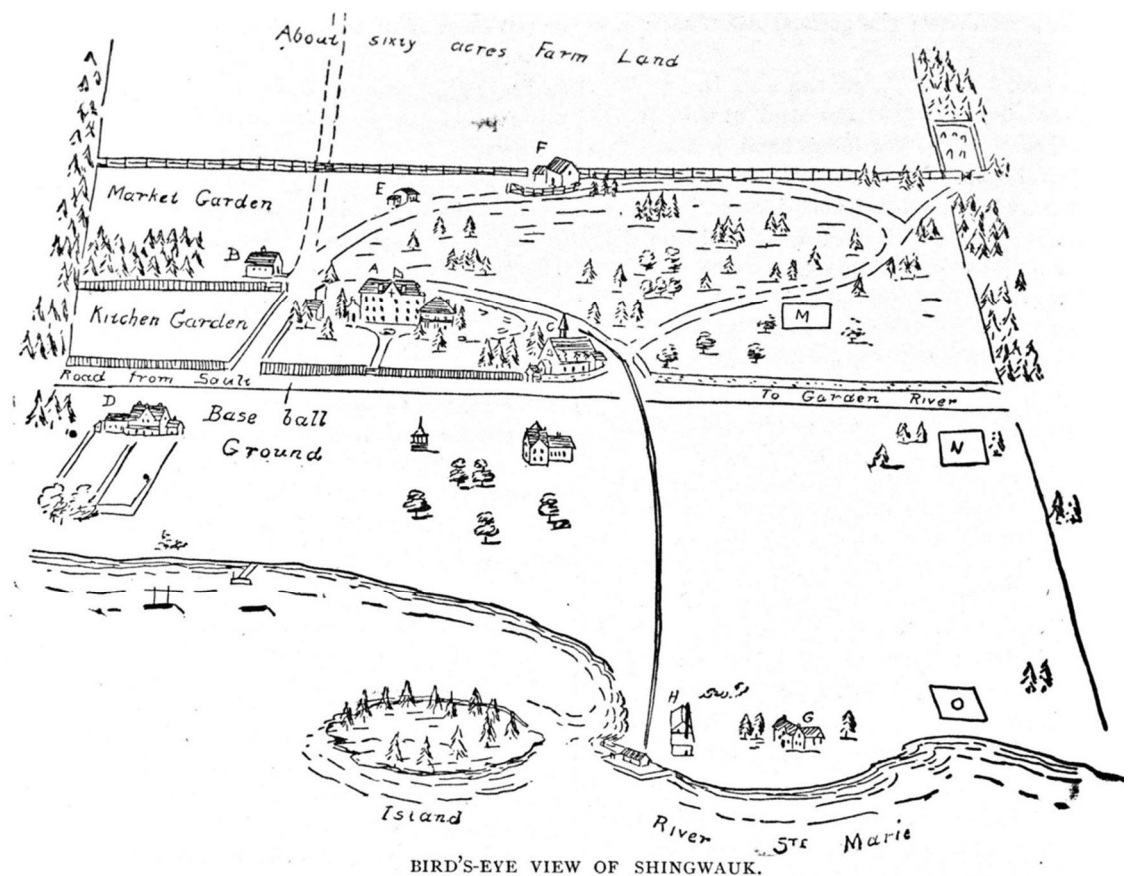 About sixty acres Farm Land
F
Market Garden
E
B
A
Kitchen Garden
M
C
Road from Sault
To Garden River
D
Base ball
Ground
N
H
G
O
Island
River Ste Marie
BIRD'S-EYE VIEW OF SHINGWAUK.